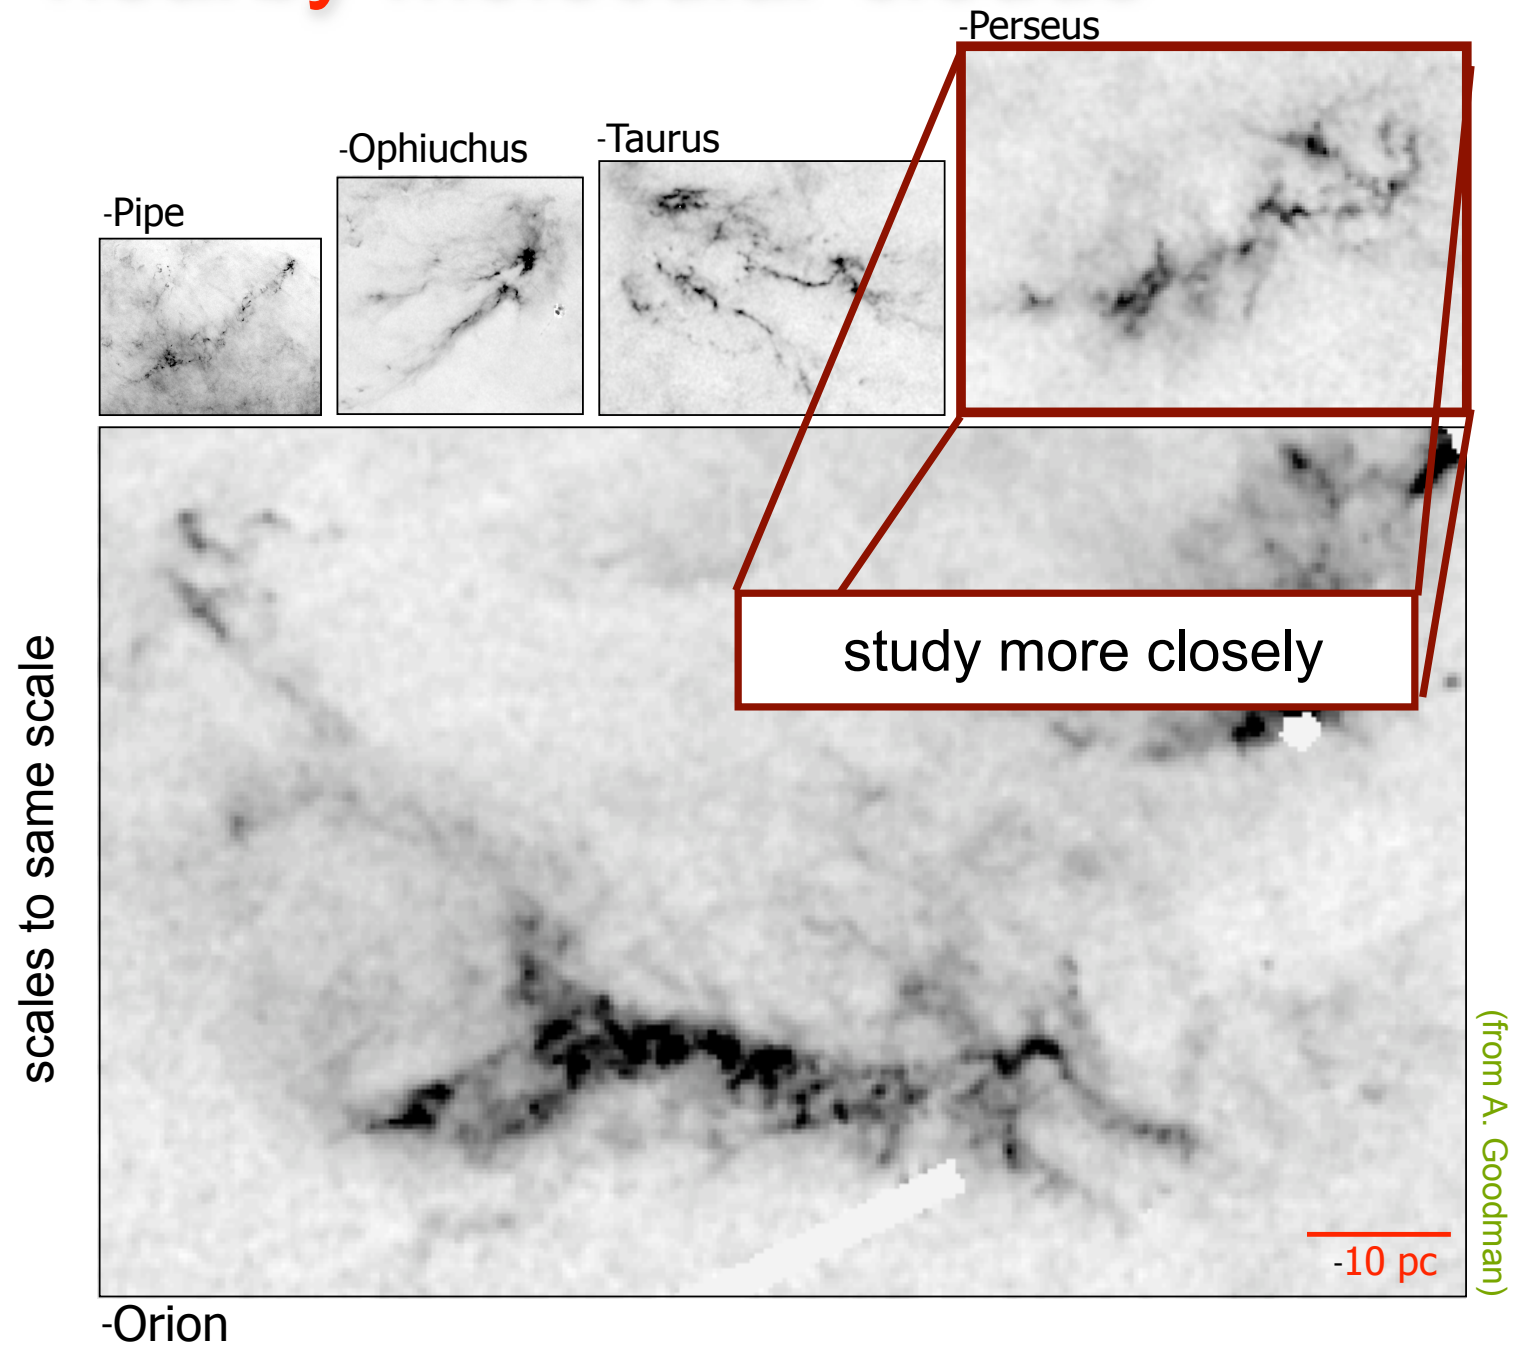 -Perseus
-Taurus
-Ophiuchus
-Pipe
study more closely
scales to same scale
(from A. Goodman)
-10 pc
-Orion